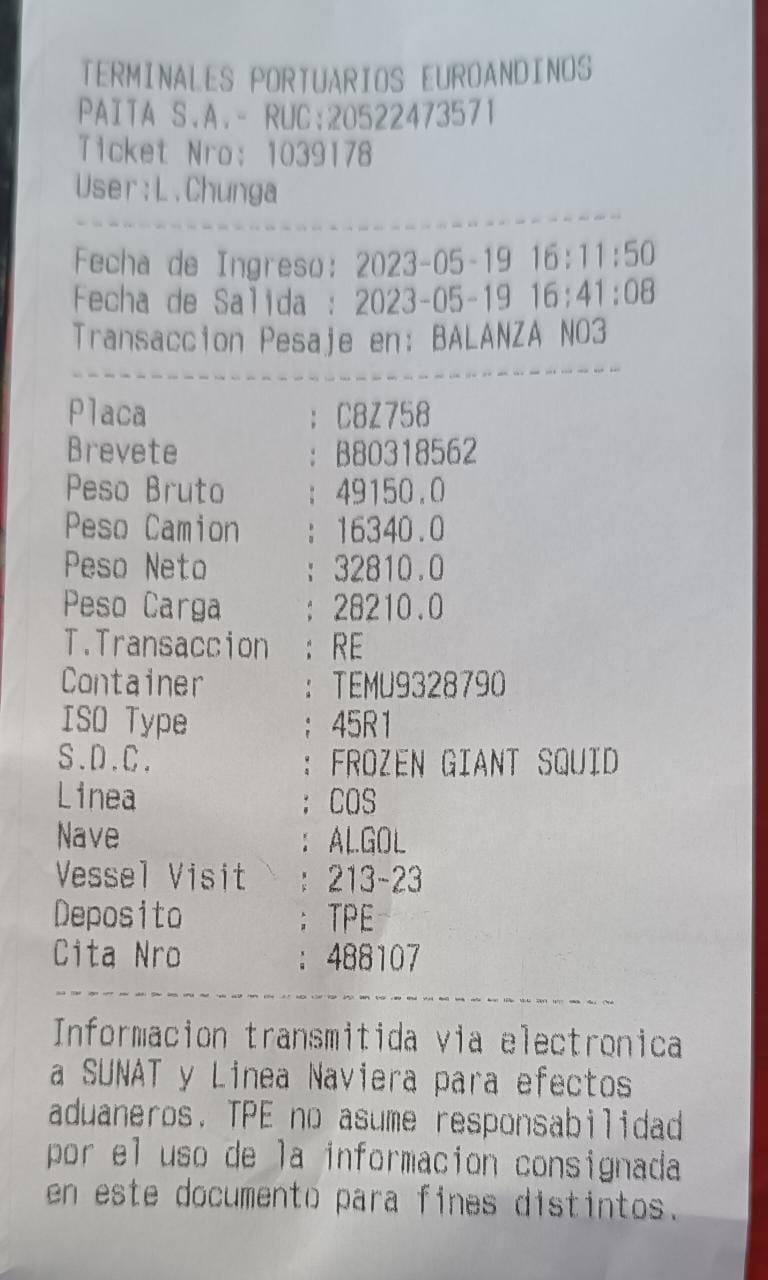 TERMINALES PORTUARIOS EUROANDINOS
PAITA S.A.- RUC:20522473571
Ticket Nro: 1039178
User:L.Chunga
Fecha de Ingreso: 2023-05-19 16:11:50
Fecha de Salida : 2023-05-19 16:41:08
Transaccion Pesaje en: BALANZA NO3
Placa : C8Z758
Brevete : B80318562
Peso Bruto : 49150.0
Peso Camion : 16340.0
Peso Neto : 32810.0
Peso Carga : 28210.0
T.Transaccion : RE
Container : TEMU9328790
ISO Type : 45R1
S.D.C. : FROZEN GIANT SQUID
Linea : COS
Nave : ALGOL
Vessel Visit : 213-23
Deposito : TPE
Cita Nro : 488107
Informacion transmitida via electronica
a SUNAT y Linea Naviera para efectos
aduaneros. TPE no asume responsabilidad
por el uso de la informacion consignada
en este documento para fines distintos.